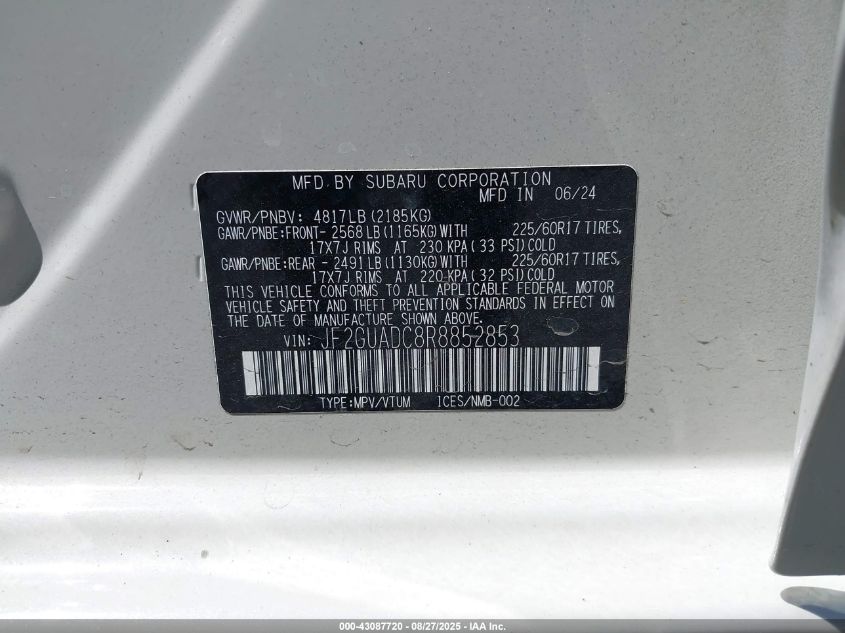 MFD BY SUBARU CORPORATION
MFD IN 06/24
GVWR/PNBV: 4817LB (2185KG)
GAWR/PNBE:FRONT- 2568 LB (1165KG) WITH 225/60R17 TIRES,
17X7J RIMS AT 230 KPA ( 33 PSI) COLD
GAWR/PNBE:REAR - 2491 LB (1130KG) WITH 225/60R17 TIRES,
17X7J RIMS AT 220 KPA ( 32 PSI) COLD
THIS VEHICLE CONFORMS TO ALL APPLICABLE FEDERAL MOTOR
VEHICLE SAFETY AND THEFT PREVENTION STANDARDS IN EFFECT ON
THE DATE OF MANUFACTURE SHOWN ABOVE.
VIN: JF2GUADC8R8852853
TYPE:MPV/VTUM ICES/NMB-002
000-43087720 - 08/27/2025 - IAA Inc.